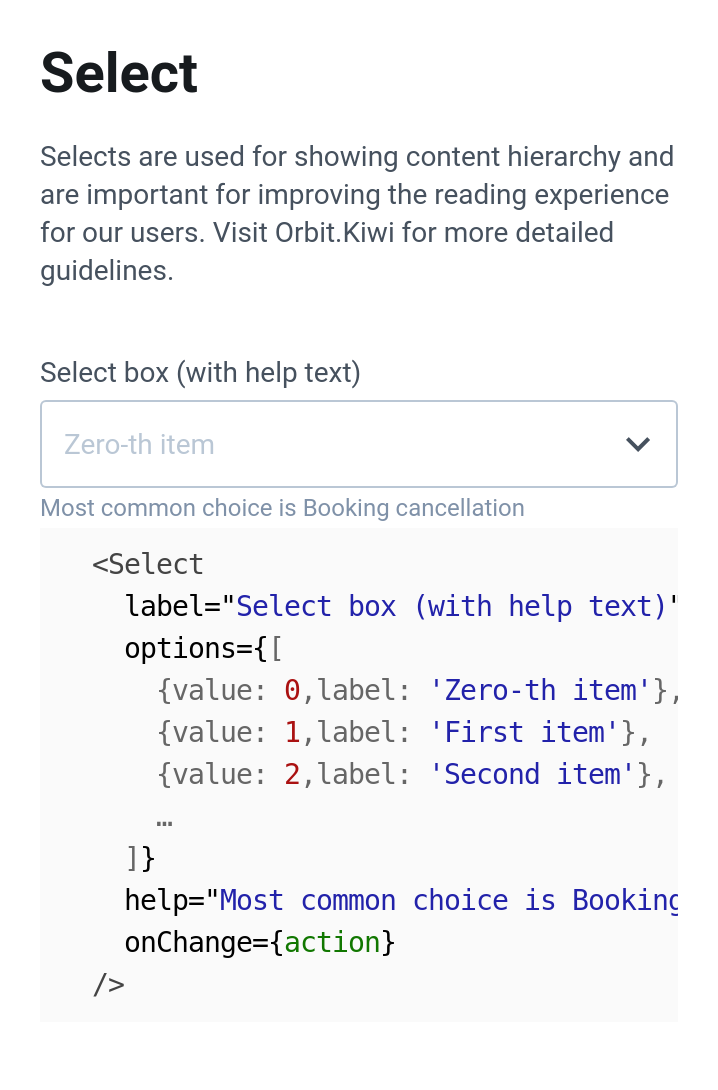 Select
Selects are used for showing content hierarchy and
are important for improving the reading experience
for our users. Visit Orbit.Kiwi for more detailed
guidelines.
Select box (with help text)
Zero-th item
Most common choice is Booking cancellation
<Select
label="Select box (with help text)"
options={[
{value: 0,label: 'Zero-th item'},
{value: 1,label: 'First item'},
{value: 2,label: 'Second item'},
…
]}
help="Most common choice is Booking
onChange={action}
/>